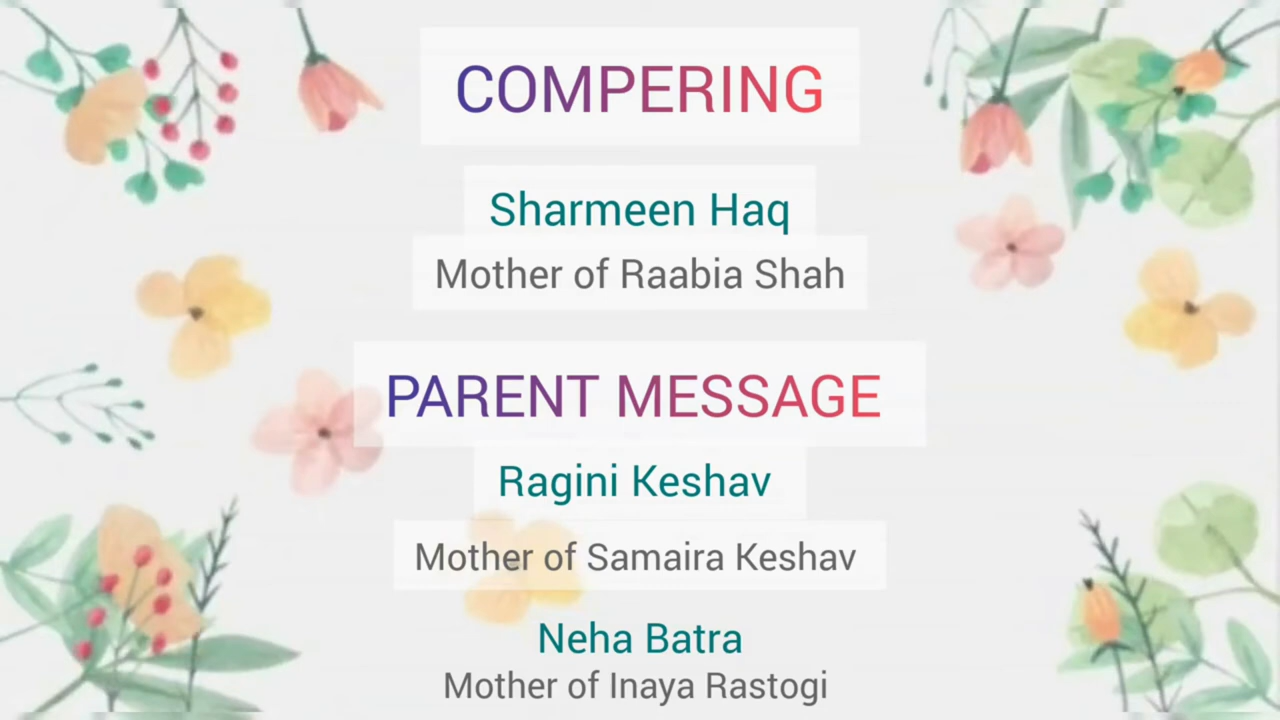 COMPERING
Sharmeen Haq
Mother of Raabia Shah
PARENT MESSAGE
Ragini Keshav
Mother of Samaira Keshav
Neha Batra
Mother of Inaya Rastogi